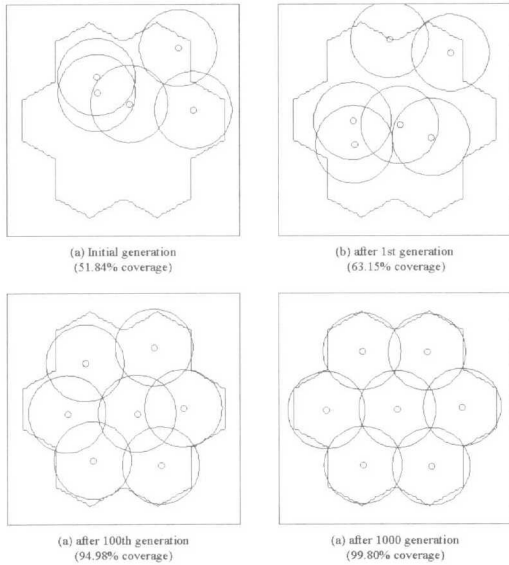 (a) Initial generation
(51.84% coverage)
(b) after 1st generation
(63.15% coverage)
(a) after 100th generation
(94.98% coverage)
(a) after 1000 generation
(99.80% coverage)